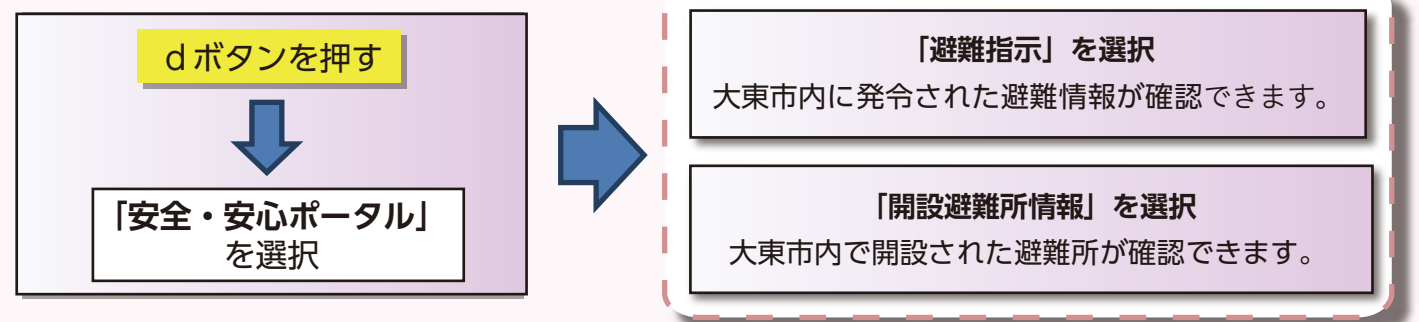 dボタンを押す
「安全・安心ポータル」
を選択
「避難指示」を選択
大東市内に発令された避難情報が確認できます。
「開設避難所情報」を選択
大東市内で開設された避難所が確認できます。